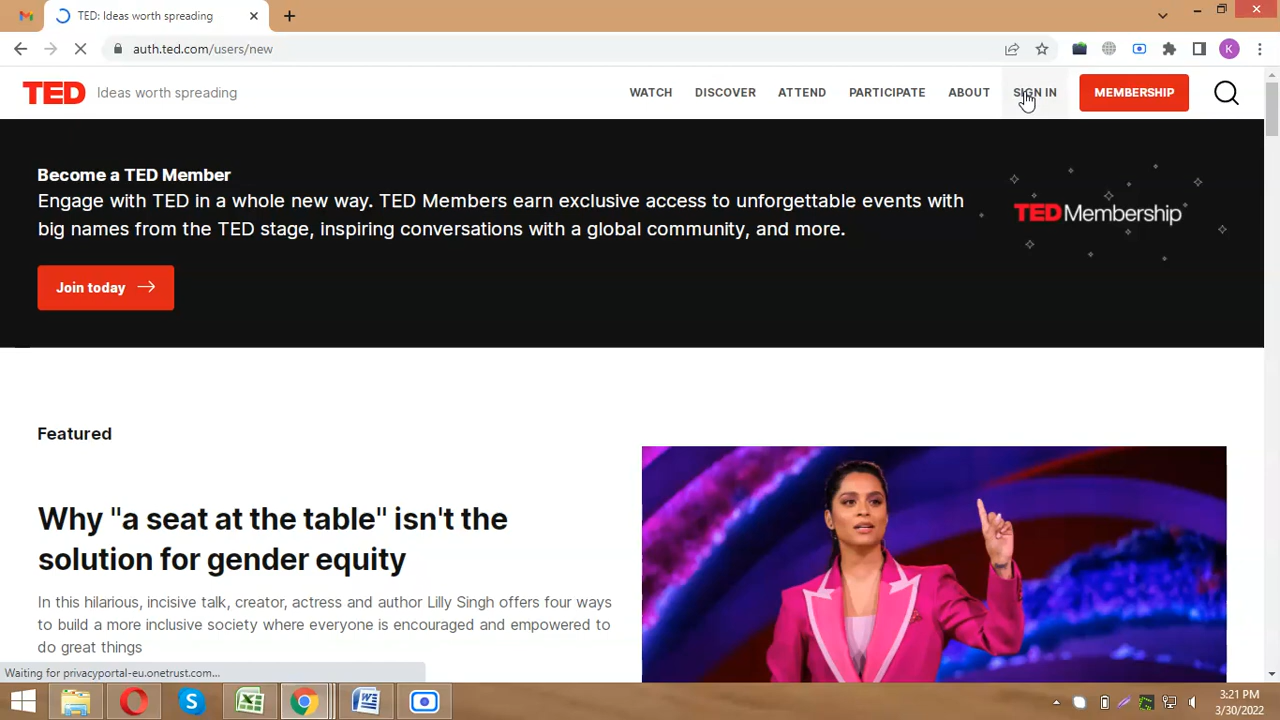 TED: Ideas worth spreading
auth.ted.com/users/new
K
TED Ideas worth spreading
WATCH DISCOVER ATTEND PARTICIPATE ABOUT SIGN IN MEMBERSHIP
Become a TED Member
Engage with TED in a whole new way. TED Members earn exclusive access to unforgettable events with
big names from the TED stage, inspiring conversations with a global community, and more.
TED Membership
Join today
Featured
Why "a seat at the table" isn't the
solution for gender equity
In this hilarious, incisive talk, creator, actress and author Lilly Singh offers four ways
to build a more inclusive society where everyone is encouraged and empowered to
do great things
Waiting for privacyportal-eu.onetrust.com...
3:21 PM
3/30/2022